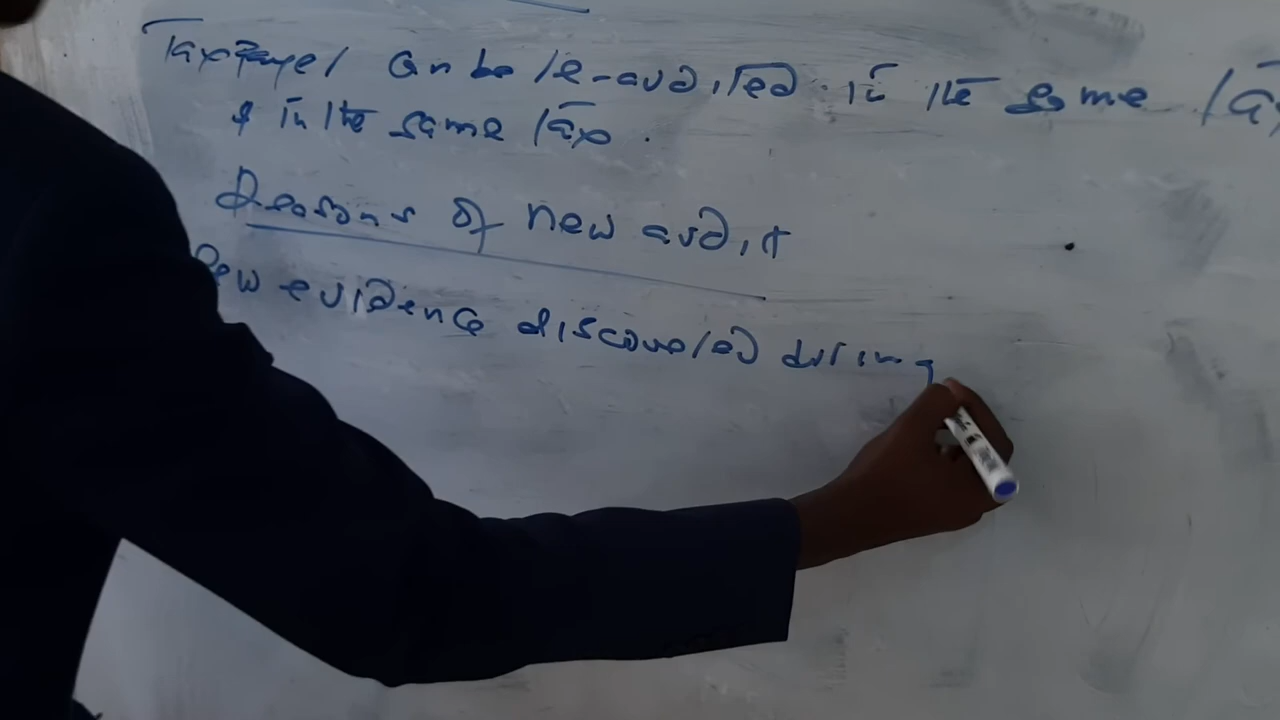 Taxpayer can be re-audited in the same Tax
& in the same Tax.
Reasons of new audit
New evidence discovered during